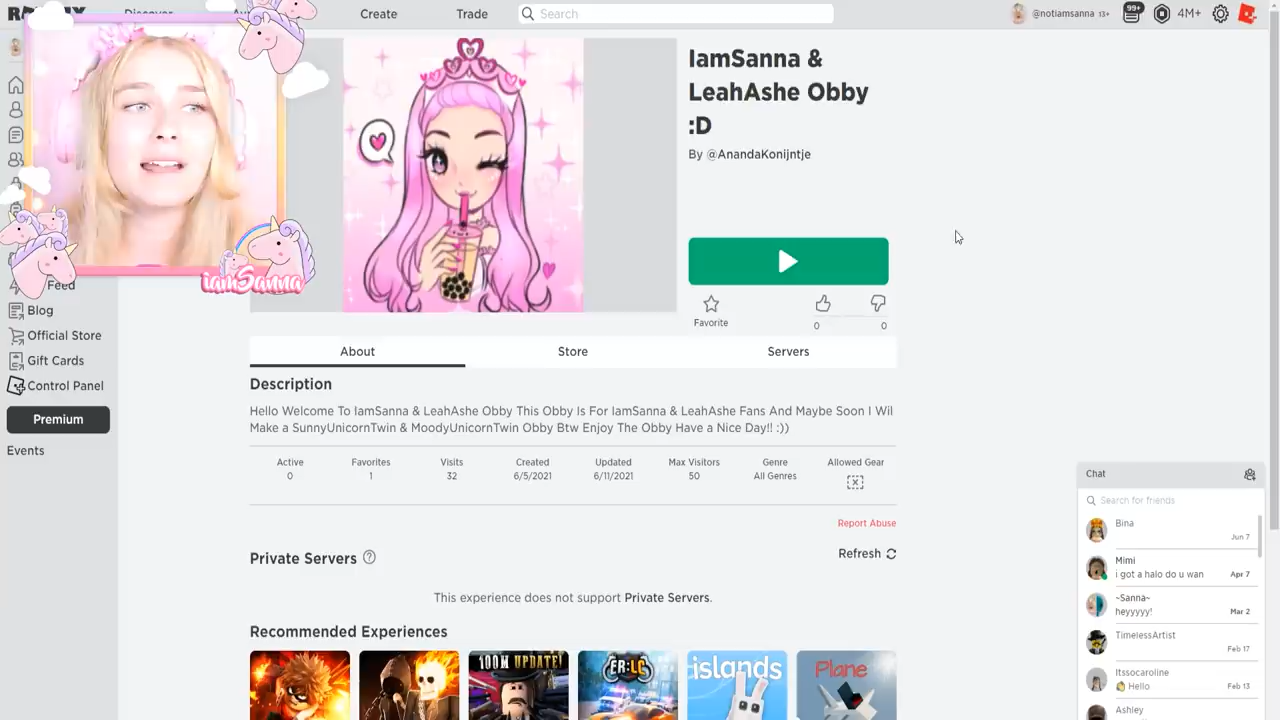 Discover
Create
Trade
Search
@notiamsanna 13+
99+
4M+
iamSanna
Feed
Blog
Official Store
Gift Cards
Control Panel
Premium
Events
IamSanna &
LeahAshe Obby
:D
By @AnandaKonijntje
Favorite
0
0
About
Store
Servers
Description
Hello Welcome To IamSanna & LeahAshe Obby This Obby Is For IamSanna & LeahAshe Fans And Maybe Soon I Wil
Make a SunnyUnicornTwin & MoodyUnicornTwin Obby Btw Enjoy The Obby Have a Nice Day!! :))
Active
Favorites
Visits
Created
Updated
Max Visitors
Genre
Allowed Gear
0
1
32
6/5/2021
6/11/2021
50
All Genres
Report Abuse
Private Servers
Refresh
This experience does not support Private Servers.
Recommended Experiences
100M UPDATE!
ER:LC
islands
Plane
Chat
Search for friends
Bina
Jun 7
Mimi
i got a halo do u wan
Apr 7
~Sanna~
heyyyyy!
Mar 2
TimelessArtist
Feb 17
Itssocaroline
Hello
Feb 13
Ashley